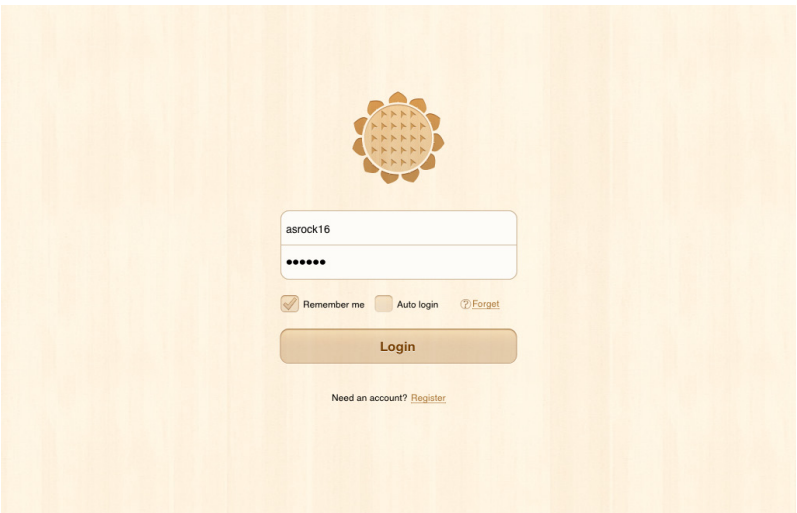 asrock16
••••••
Remember me Auto login ? Forget
Login
Need an account? Register